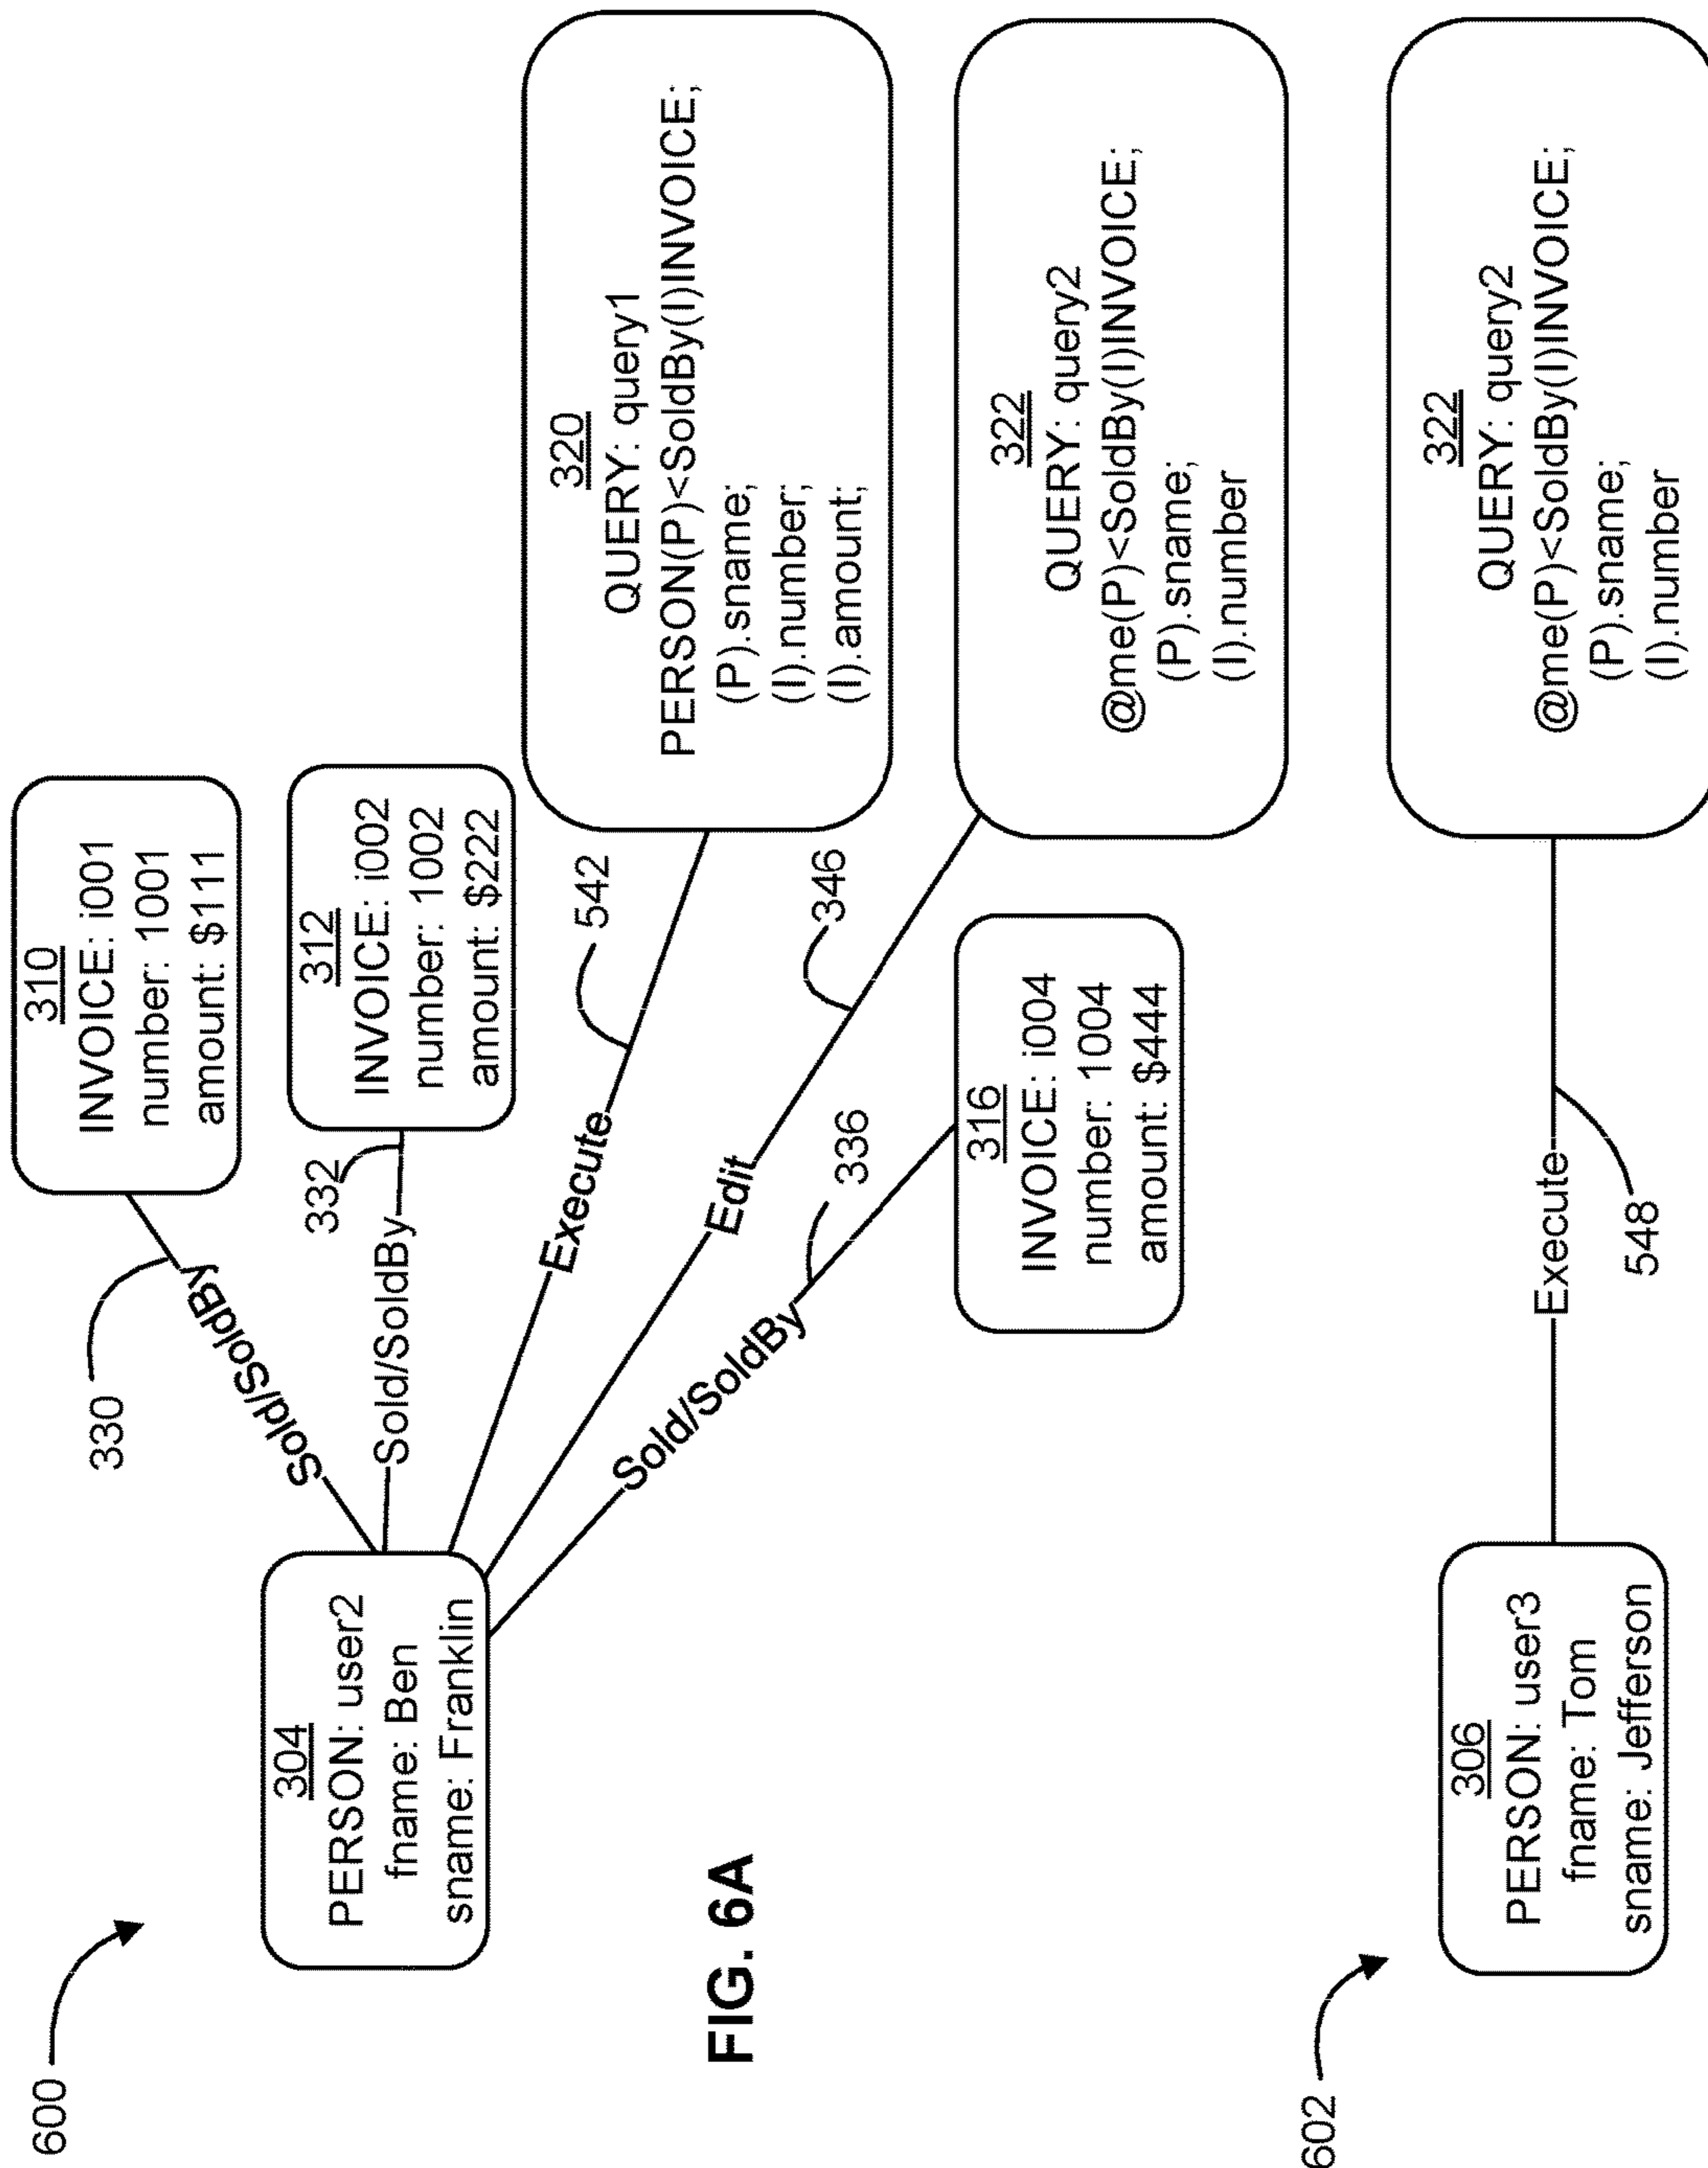 600
304
PERSON: user2
fname: Ben
sname: Franklin
330
Sold/SoldBy
310
INVOICE: i001
number: 1001
amount: $111
332
Sold/SoldBy
312
INVOICE: i002
number: 1002
amount: $222
Execute
542
320
QUERY: query1
PERSON(P)<SoldBy(I)INVOICE;
(P).sname;
(I).number;
(I).amount;
Edit
346
322
QUERY: query2
@me(P)<SoldBy(I)INVOICE;
(P).sname;
(I).number
Sold/SoldBy
336
316
INVOICE: i004
number: 1004
amount: $444
FIG. 6A
602
306
PERSON: user3
fname: Tom
sname: Jefferson
Execute
548
322
QUERY: query2
@me(P)<SoldBy(I)INVOICE;
(P).sname;
(I).number